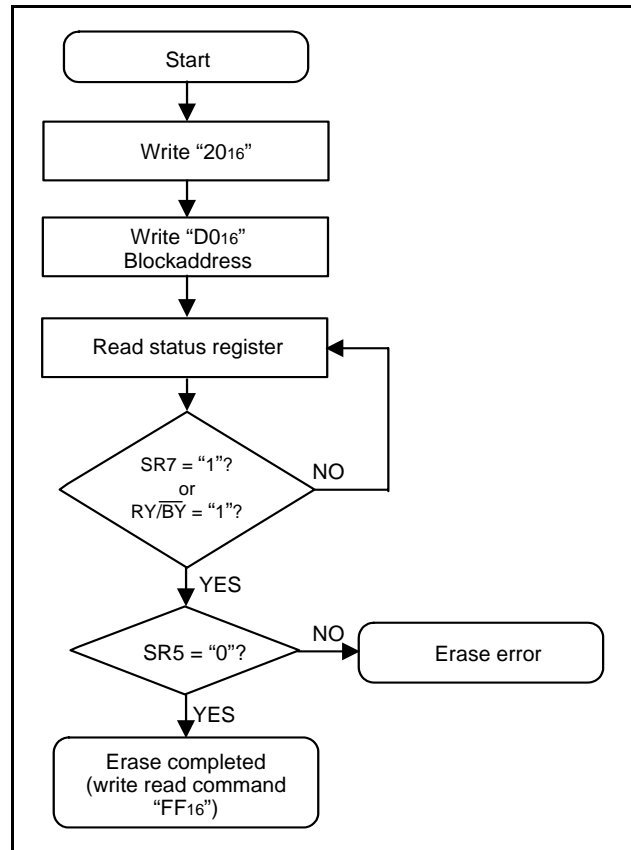 Start
Write “20₁₆”
Write “D0₁₆”
Blockaddress
Read status register
SR7 = “1”?
or
RY/B̅Y̅ = “1”?
NO
YES
SR5 = “0”?
NO
Erase error
YES
Erase completed
(write read command
“FF₁₆”)